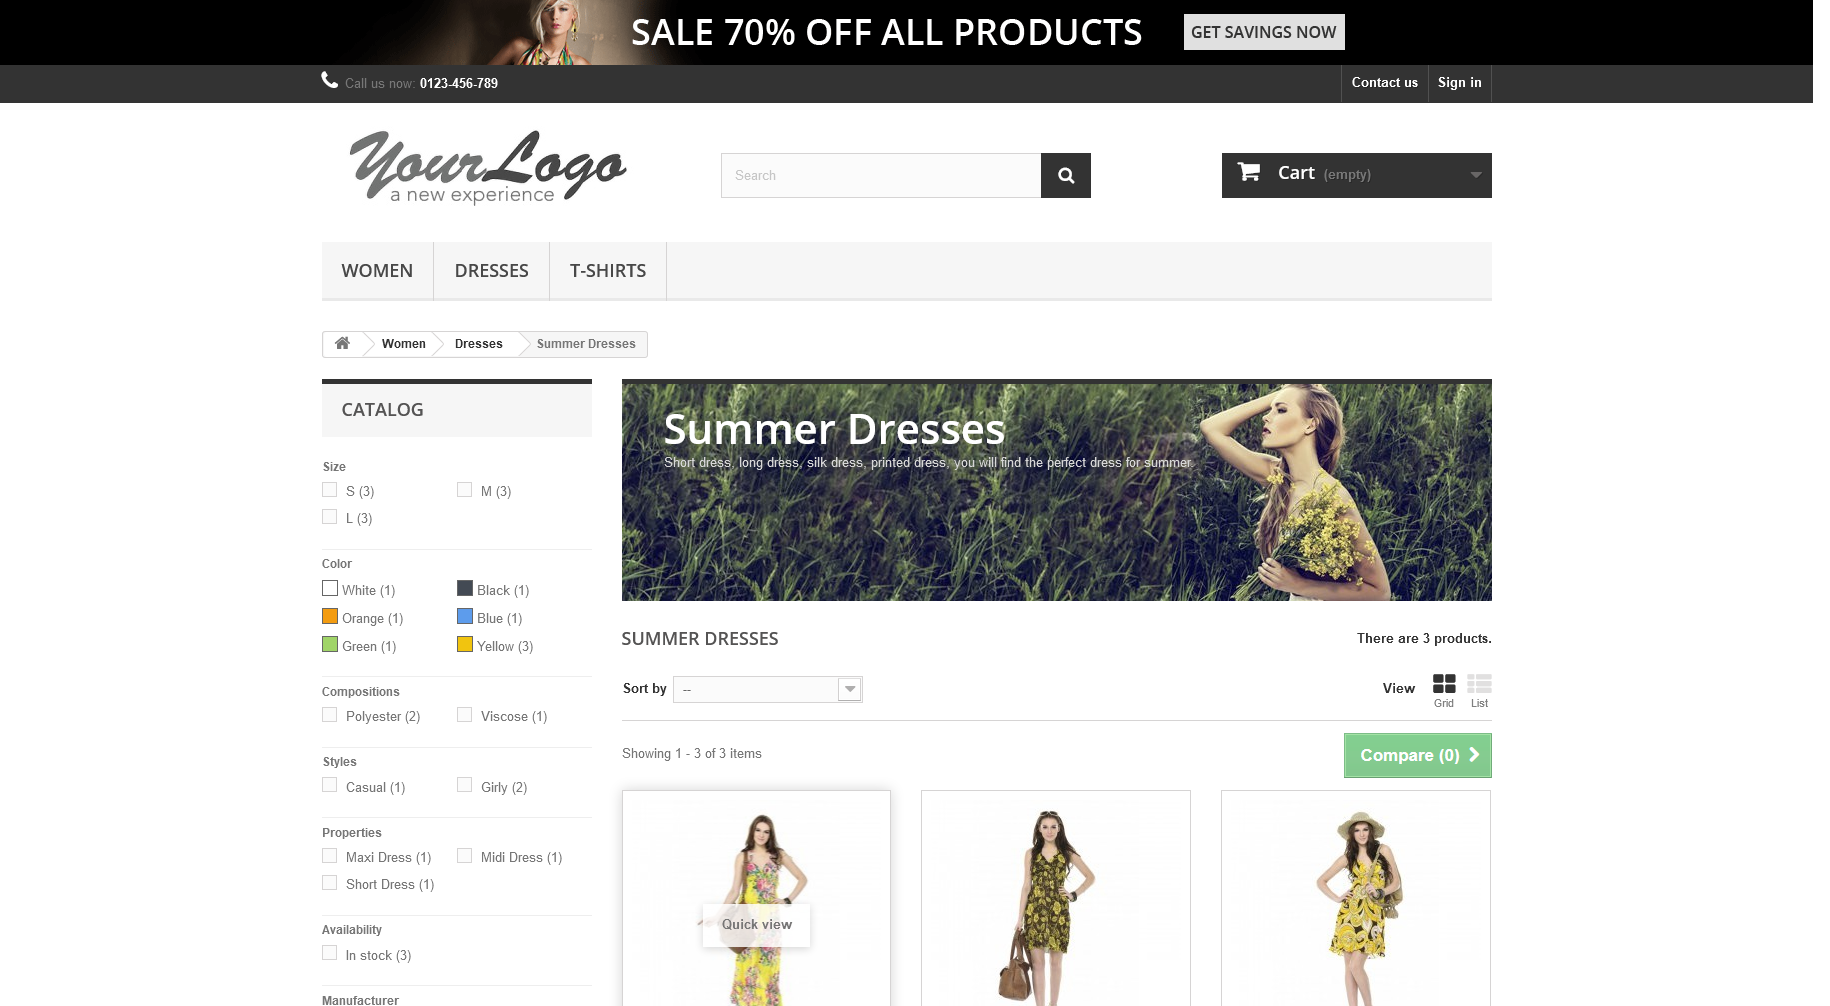 SALE 70% OFF ALL PRODUCTS
GET SAVINGS NOW
Call us now: 0123-456-789
Contact us
Sign in
Your Logo
a new experience
Search
Cart (empty)
WOMEN
DRESSES
T-SHIRTS
Women
Dresses
Summer Dresses
CATALOG
Size
S (3)
M (3)
L (3)
Color
White (1)
Black (1)
Orange (1)
Blue (1)
Green (1)
Yellow (3)
Compositions
Polyester (2)
Viscose (1)
Styles
Casual (1)
Girly (2)
Properties
Maxi Dress (1)
Midi Dress (1)
Short Dress (1)
Availability
In stock (3)
Manufacturer
Summer Dresses
Short dress, long dress, silk dress, printed dress, you will find the perfect dress for summer.
SUMMER DRESSES
There are 3 products.
Sort by
--
View
Grid
List
Showing 1 - 3 of 3 items
Compare (0)
Quick view